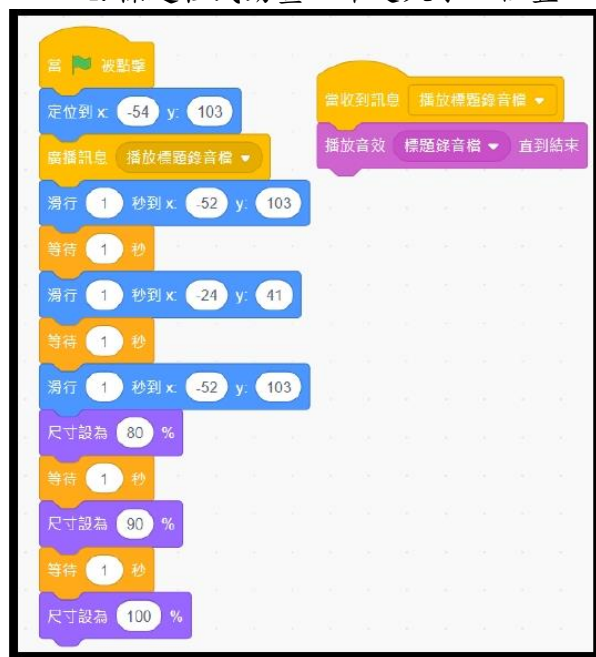 當 被點擊
定位到 x: -54 y: 103
廣播訊息 播放標題錄音檔
滑行 1 秒到 x: -52 y: 103
等待 1 秒
滑行 1 秒到 x: -24 y: 41
等待 1 秒
滑行 1 秒到 x: -52 y: 103
尺寸設為 80 %
等待 1 秒
尺寸設為 90 %
等待 1 秒
尺寸設為 100 %
當收到訊息 播放標題錄音檔
播放音效 標題錄音檔 直到結束